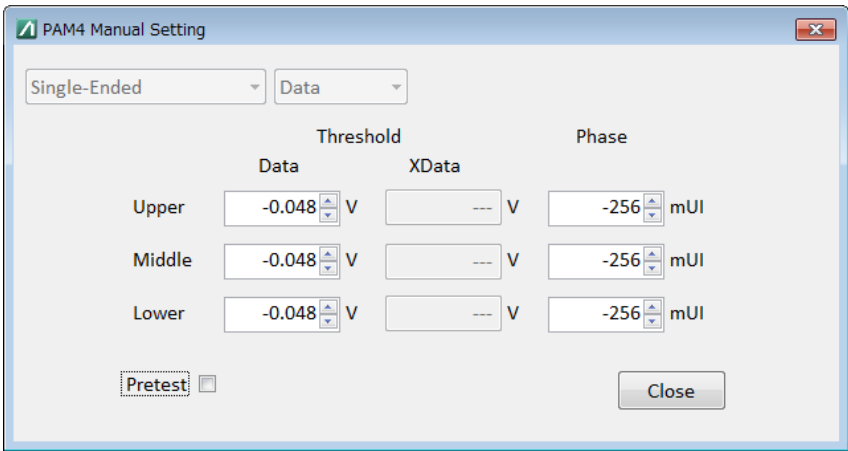 PAM4 Manual Setting
Single-Ended Data
Threshold Phase
Data XData
Upper -0.048 V --- V -256 mUI
Middle -0.048 V --- V -256 mUI
Lower -0.048 V --- V -256 mUI
Pretest Close